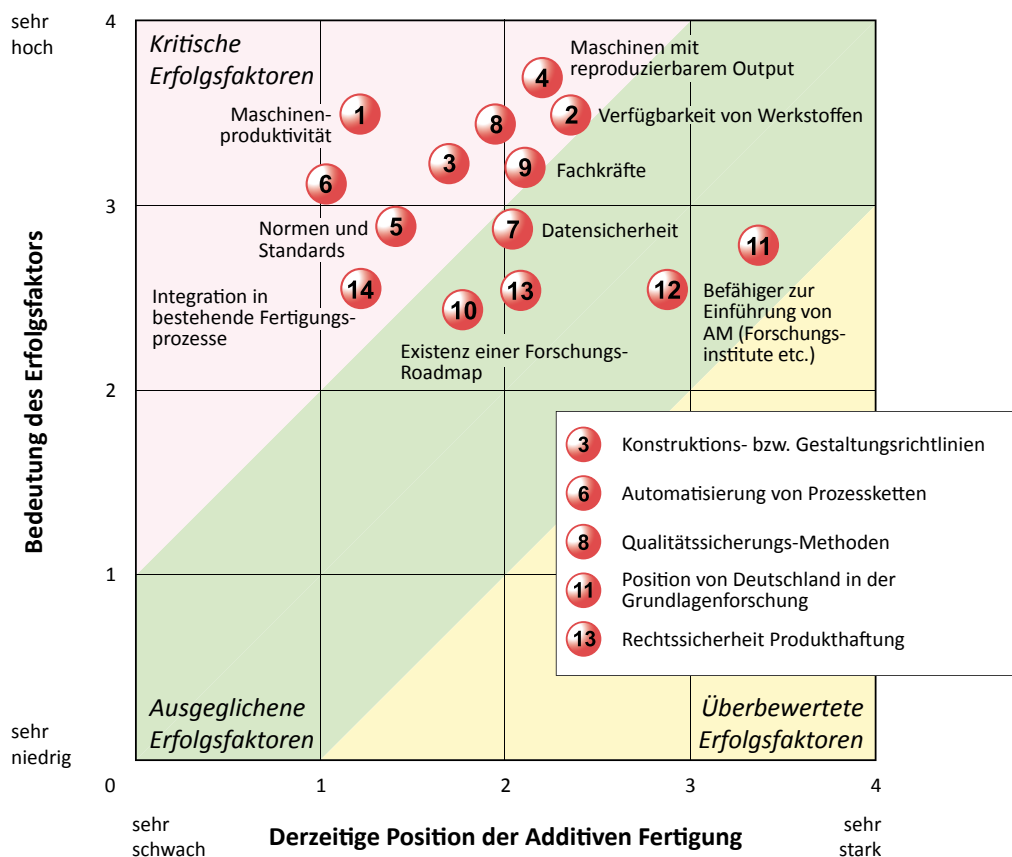 sehr
hoch
4
3
2
1
sehr
niedrig
Bedeutung des Erfolgsfaktors
Kritische
Erfolgsfaktoren
Maschinen mit
reproduzierbarem Output
4
Maschinen-
produktivität
1
8
2
Verfügbarkeit von Werkstoffen
3
9
Fachkräfte
6
Normen und
Standards
5
7
Datensicherheit
11
Integration in
bestehende Fertigungs-
prozesse
14
10
13
12
Befähiger zur
Einführung von
AM (Forschungs-
institute etc.)
Existenz einer Forschungs-
Roadmap
3 Konstruktions- bzw. Gestaltungsrichtlinien
6 Automatisierung von Prozessketten
8 Qualitätssicherungs-Methoden
11 Position von Deutschland in der
Grundlagenforschung
13 Rechtssicherheit Produkthaftung
Ausgeglichene
Erfolgsfaktoren
Überbewertete
Erfolgsfaktoren
0 1 2 3 4
sehr
schwach
Derzeitige Position der Additiven Fertigung
sehr
stark